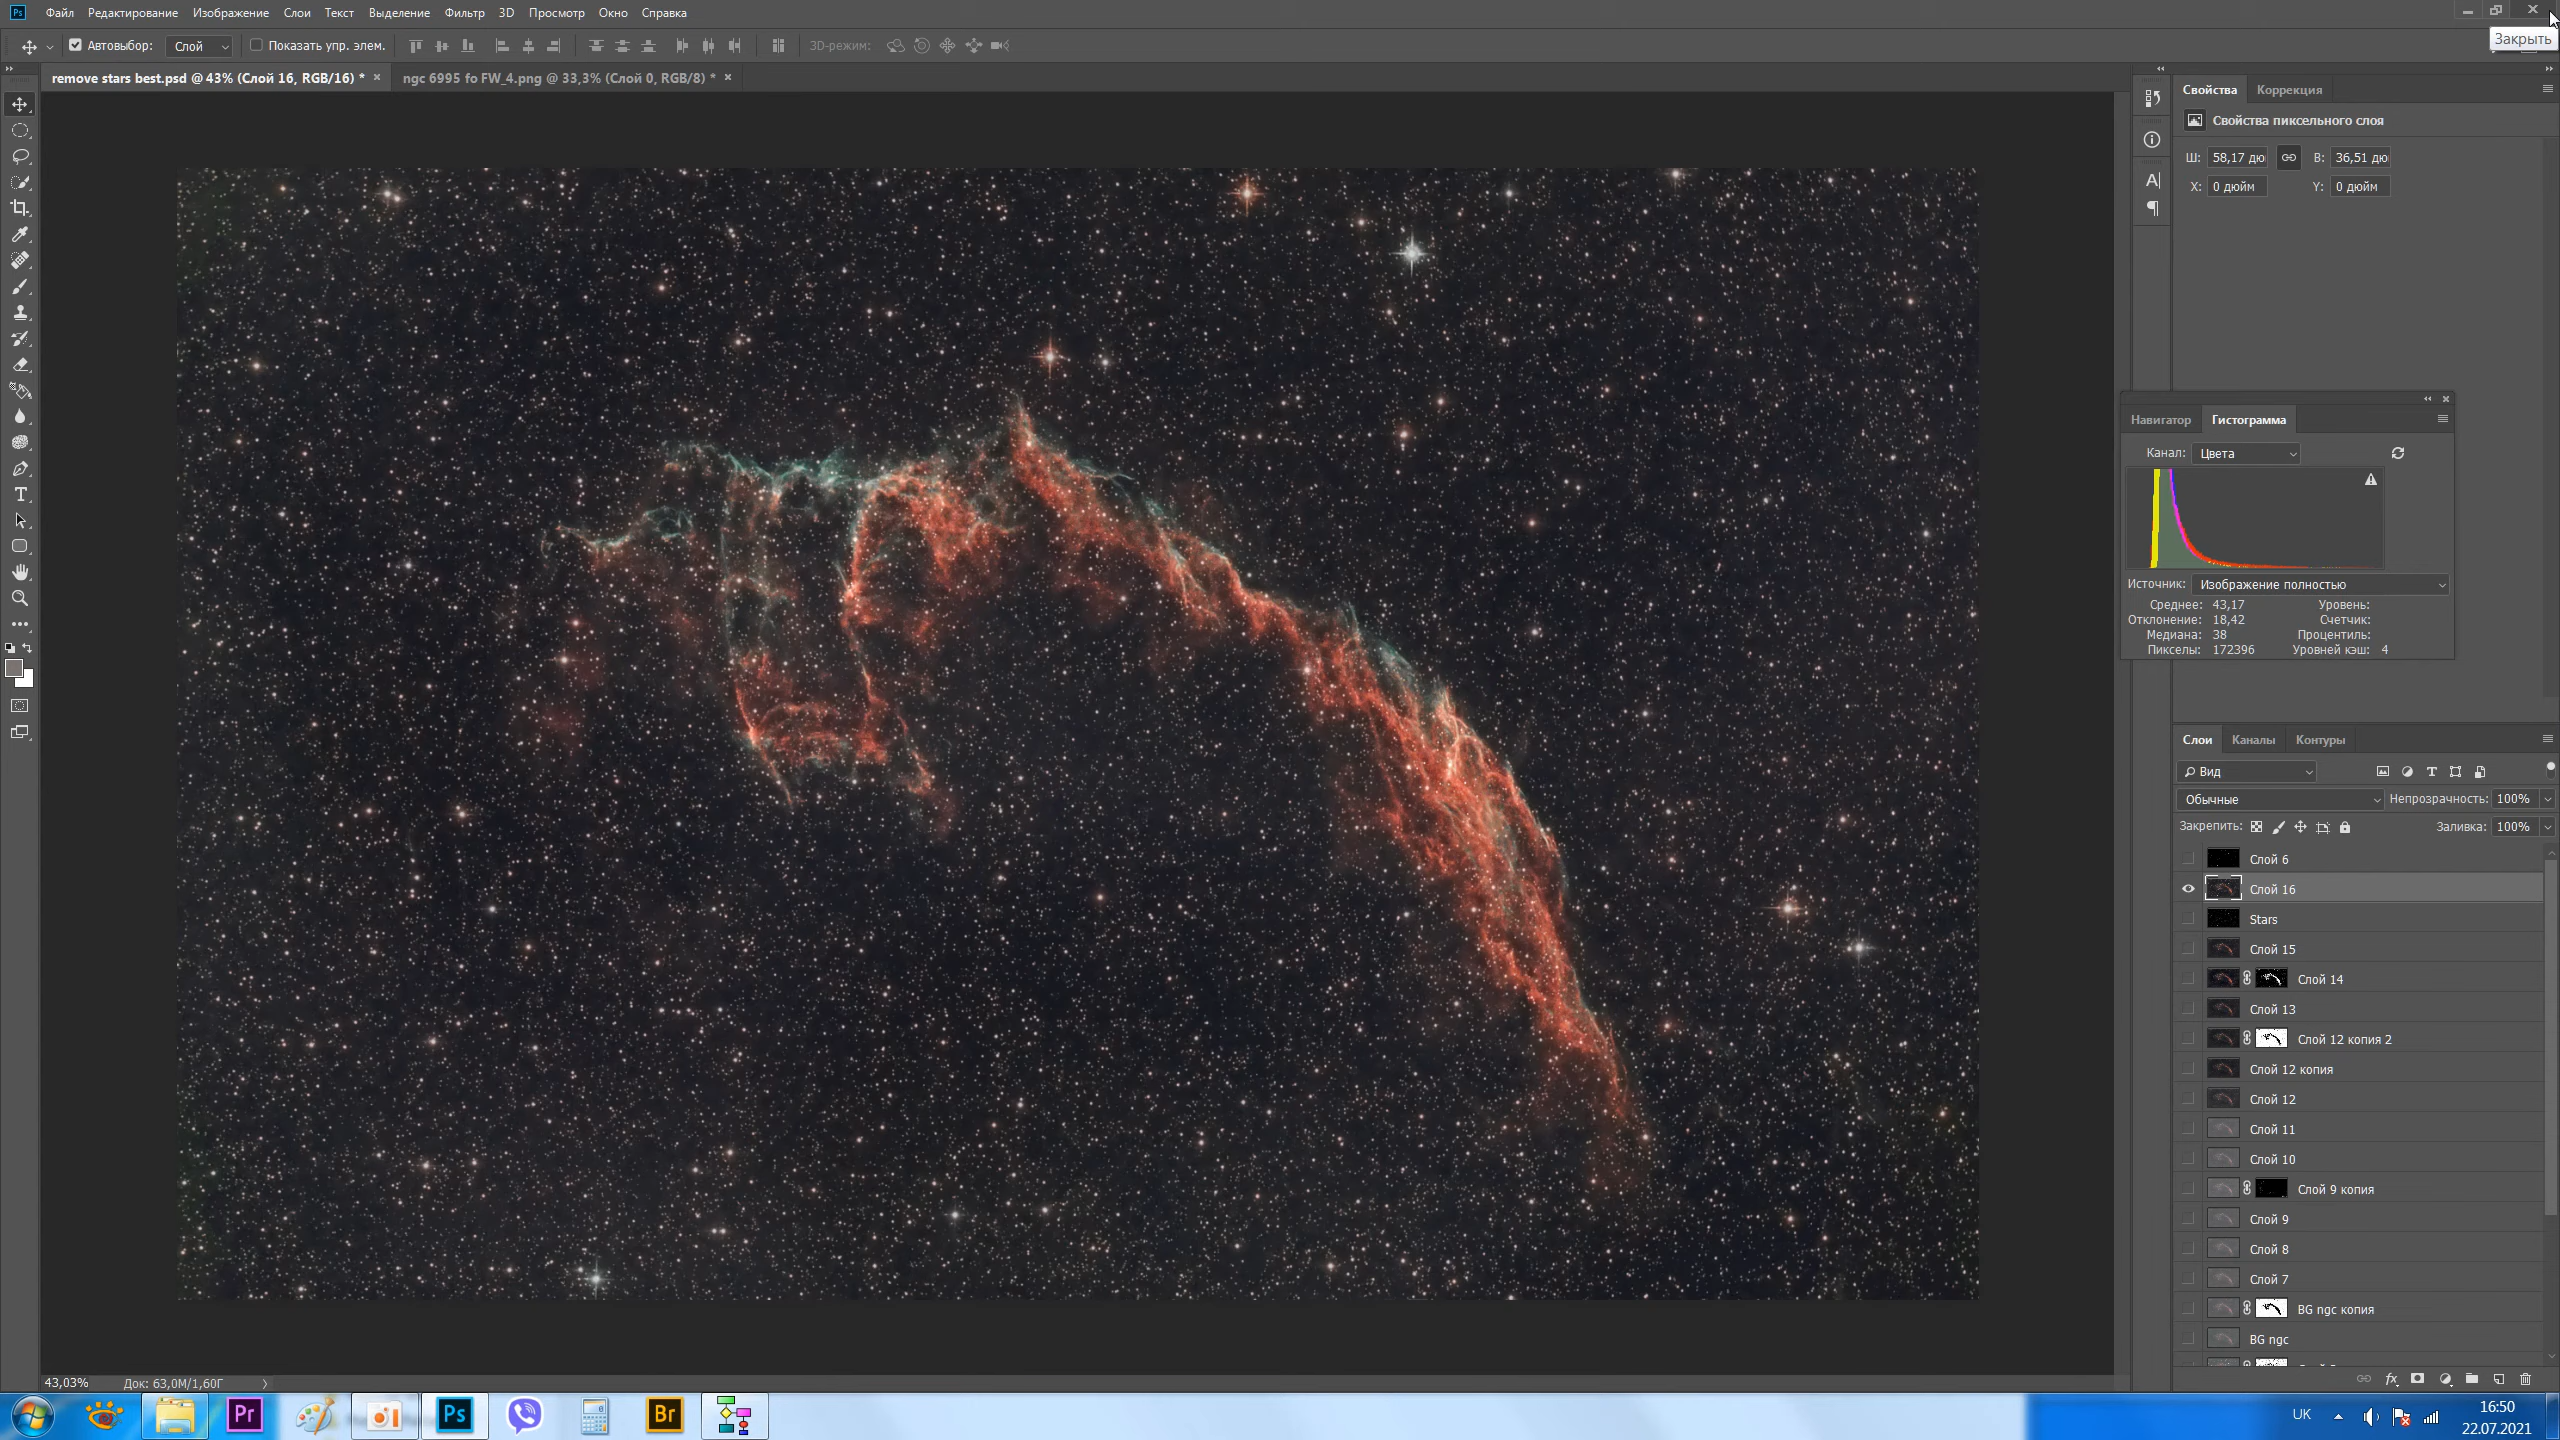 Ps Файл Редактирование Изображение Слои Текст Выделение Фильтр 3D Просмотр Окно Справка
Автовыбор: Слой Показать упр. элем. 3D-режим:
Закрыть
remove stars best.psd @ 43% (Слой 16, RGB/16) * × ngc 6995 fo FW_4.png @ 33,3% (Слой 0, RGB/8) * ×
Свойства Коррекция
Свойства пиксельного слоя
Ш: 58,17 дю В: 36,51 дю
X: 0 дюйм Y: 0 дюйм
Навигатор Гистограмма
Канал: Цвета
Источник: Изображение полностью
Среднее: 43,17 Уровень:
Отклонение: 18,42 Счетчик:
Медиана: 38 Процентиль:
Пикселы: 172396 Уровней кэш: 4
Слои Каналы Контуры
Вид
Обычные Непрозрачность: 100%
Закрепить: Заливка: 100%
Слой 6
Слой 16
Stars
Слой 15
Слой 14
Слой 13
Слой 12 копия 2
Слой 12 копия
Слой 12
Слой 11
Слой 10
Слой 9 копия
Слой 9
Слой 8
Слой 7
BG ngc копия
BG ngc
43,03% Док: 63,0M/1,60Г
Pr Ps Br
UK 16:50
22.07.2021